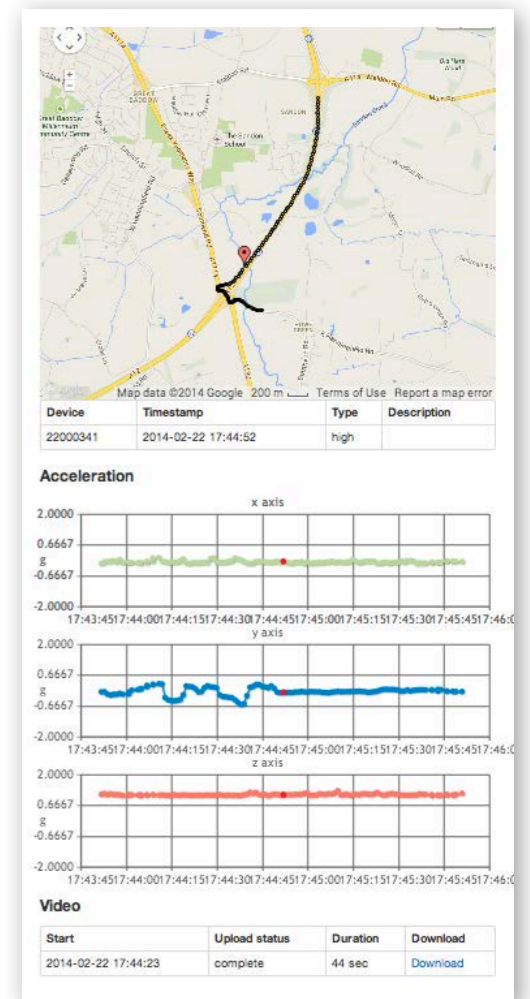 GREAT
BADDOW
SANDON
The Sandon
School
Map data ©2014 Google 200 m Terms of Use Report a map error
Device Timestamp Type Description
22000341 2014-02-22 17:44:52 high
Acceleration
x axis
2.0000
0.6667
g
-0.6667
-2.0000
17:43:45 17:44:00 17:44:15 17:44:30 17:44:45 17:45:00 17:45:15 17:45:30 17:45:45 17:46:0
y axis
2.0000
0.6667
g
-0.6667
-2.0000
17:43:45 17:44:00 17:44:15 17:44:30 17:44:45 17:45:00 17:45:15 17:45:30 17:45:45 17:46:0
z axis
2.0000
0.6667
g
-0.6667
-2.0000
17:43:45 17:44:00 17:44:15 17:44:30 17:44:45 17:45:00 17:45:15 17:45:30 17:45:45 17:46:0
Video
Start Upload status Duration Download
2014-02-22 17:44:23 complete 44 sec Download